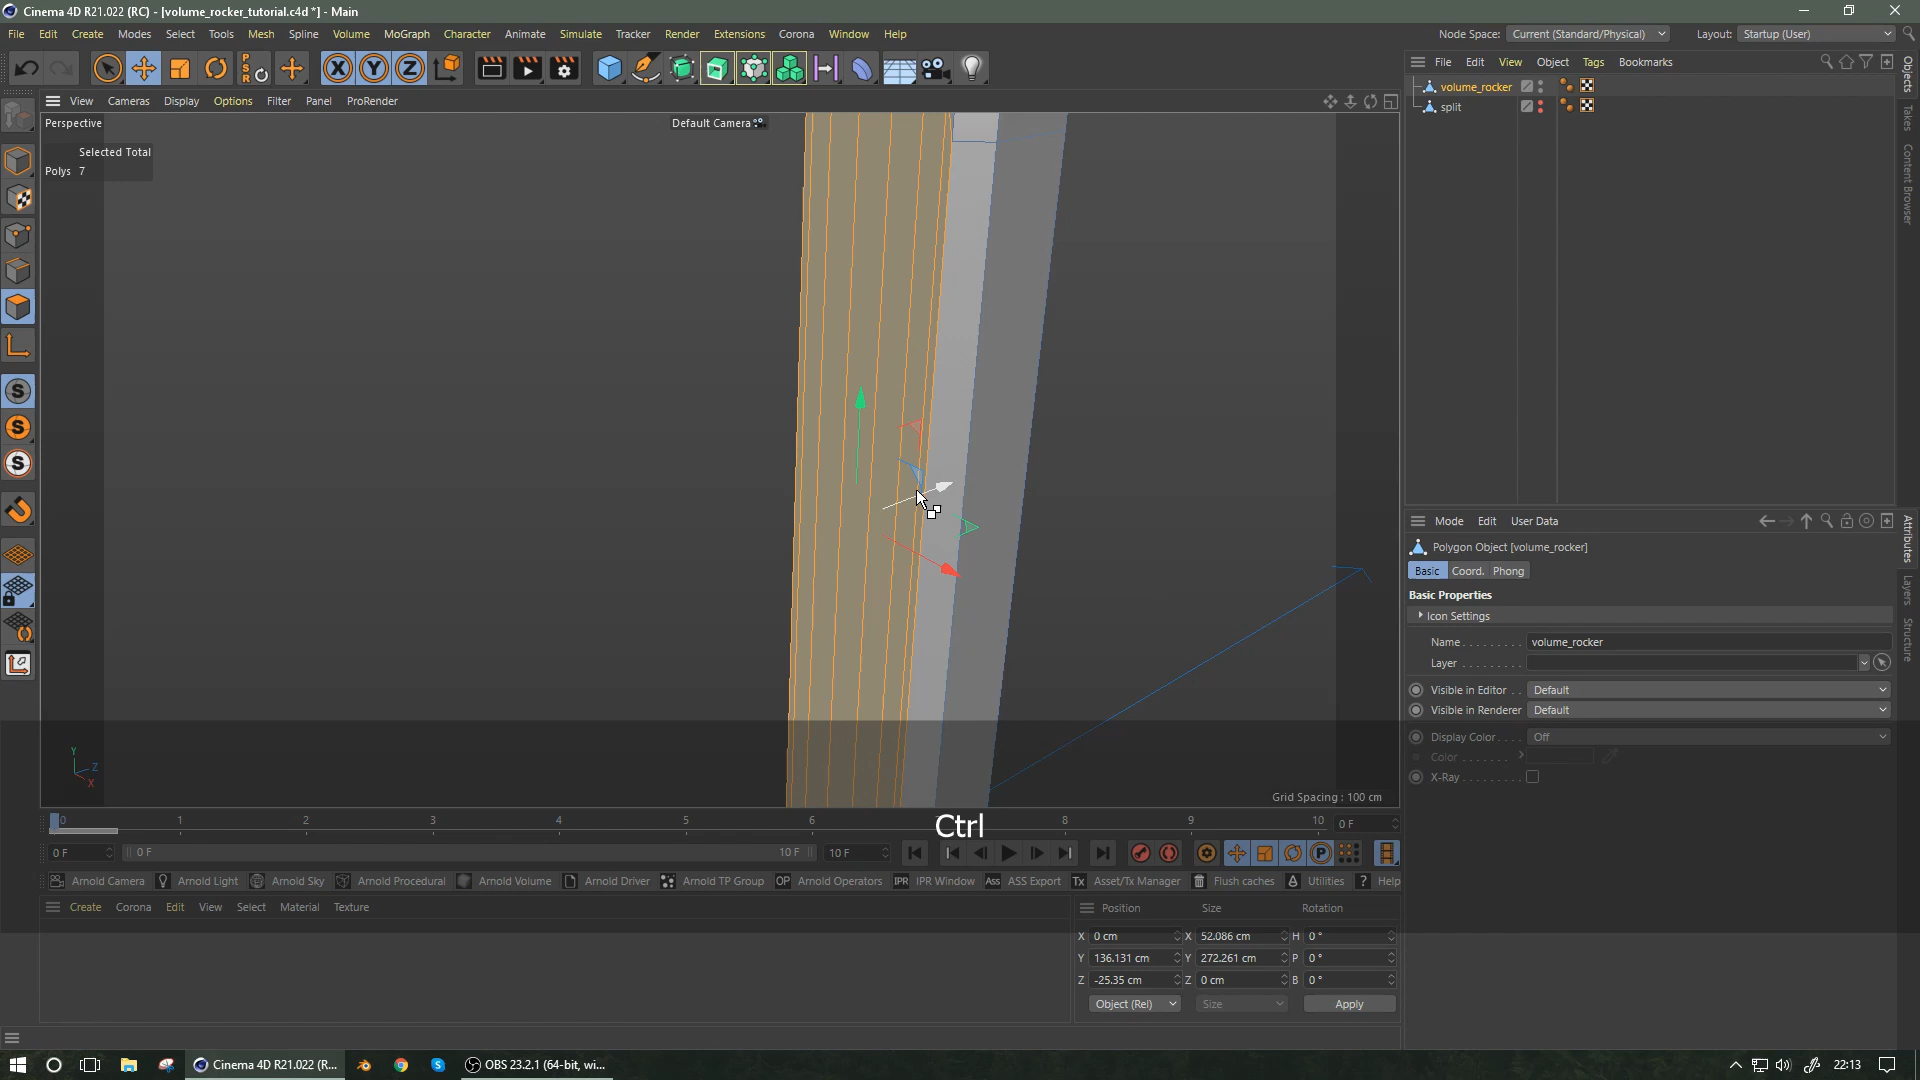 Cinema 4D R21.022 (RC) - [volume_rocker_tutorial.c4d *] - Main
File Edit Create Modes Select Spline Tools Mesh Volume MoGraph Character Animate Simulate Tracker Render Extensions Corona Window Help
Node Space: Current (Standard/Physical) Layout: Startup (User)
File Edit View Object Tags Bookmarks
View Cameras Display Options Filter Panel ProRender
volume_rocker
split
Perspective
Default Camera
Selected Total
Polys 7
Objects
Takes
Content Browser
Mode Edit User Data
Polygon Object [volume_rocker]
Basic Coord. Phong
Basic Properties
Icon Settings
Name volume_rocker
Layer
Visible in Editor Default
Visible in Renderer Default
Display Color Off
Color
X-Ray
Attributes
Layers
Structure
Y
Z
X
Grid Spacing : 100 cm
0 1 2 3 4 5 6 8 9 10 0 F
Ctrl
0 F 0 F 10 F 10 F
Arnold Camera Arnold Light Arnold Sky Arnold Procedural Arnold Volume Arnold Driver Arnold TP Group OP Arnold Operators IPR IPR Window Ass ASS Export Tx Asset/Tx Manager Flush caches Utilities ? Help
Create Corona Edit View Select Material Texture
Position Size Rotation
X 0 cm X 52.086 cm H 0 °
Y 136.131 cm Y 272.261 cm P 0 °
Z -25.35 cm Z 0 cm B 0 °
Object (Rel) Size Apply
Cinema 4D R21.022 (R... OBS 23.2.1 (64-bit, wi... 22:13